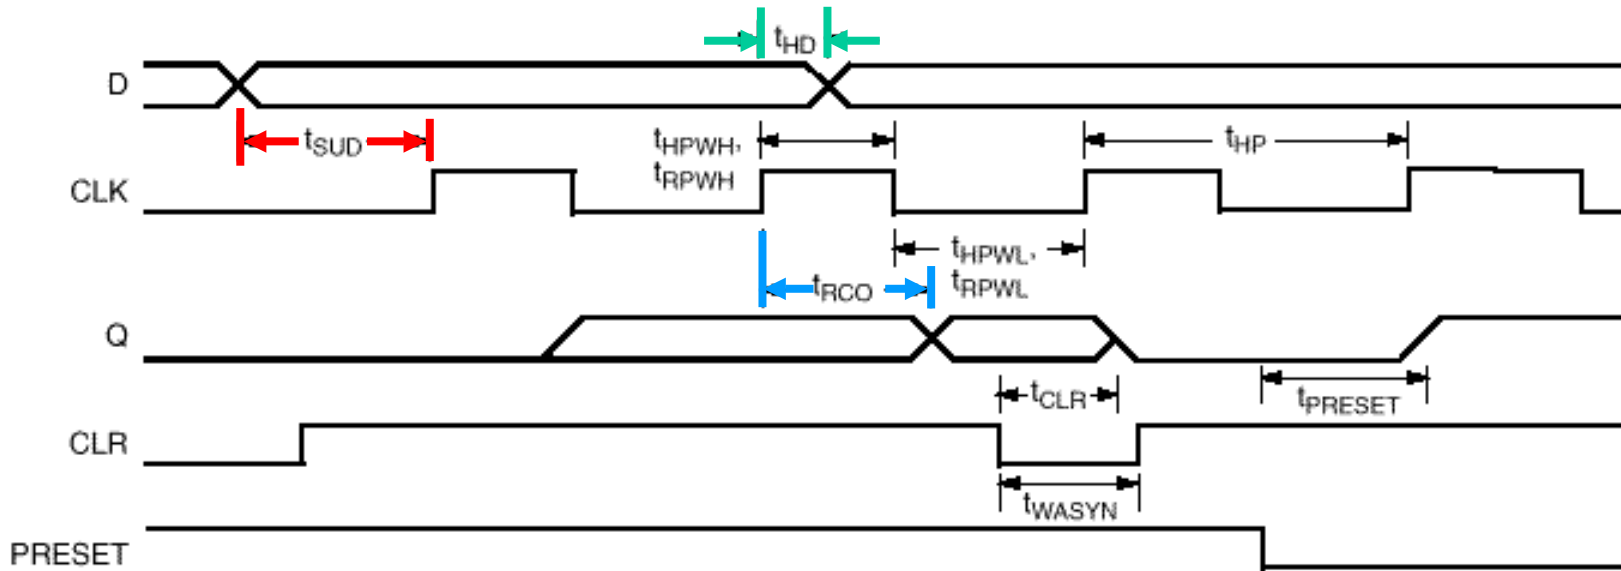 tHD
D
tSUD
tHPWH,
tRPWH
tHP
CLK
tHPWL,
tRPWL
tRCO
Q
tCLR
tPRESET
CLR
tWASYN
PRESET